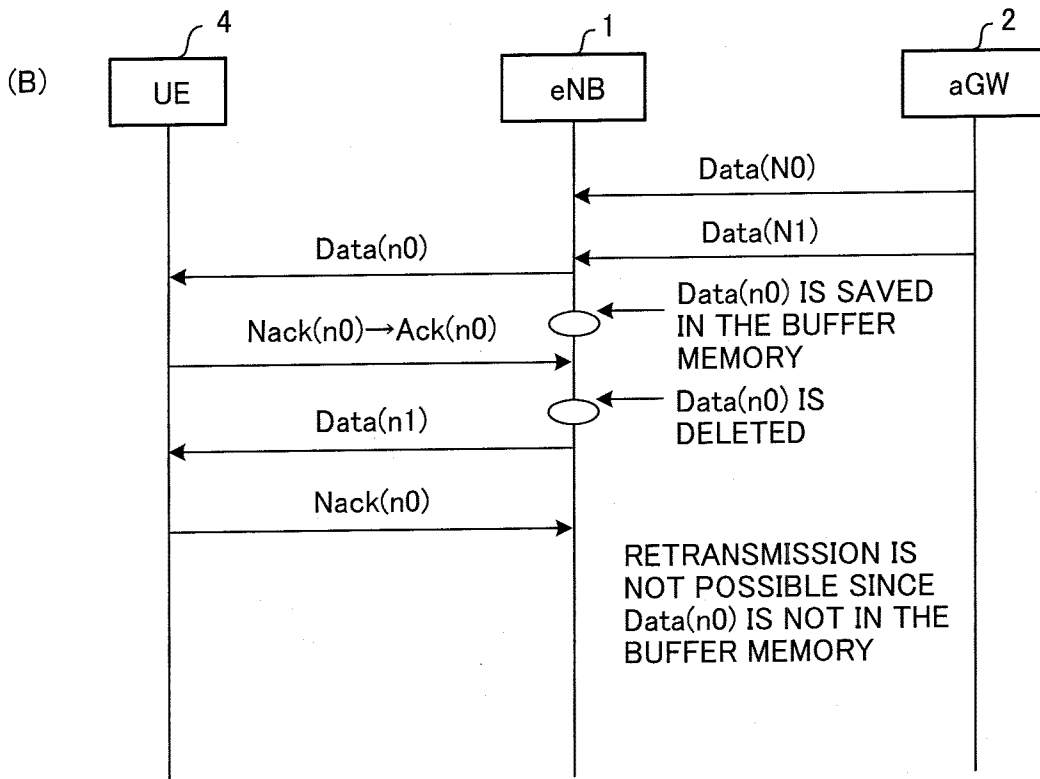 (B)
4
1
2
UE
eNB
aGW
Data(N0)
Data(N1)
Data(n0)
Data(n0) IS SAVED
IN THE BUFFER
MEMORY
Nack(n0)→Ack(n0)
Data(n0) IS
DELETED
Data(n1)
Nack(n0)
RETRANSMISSION IS
NOT POSSIBLE SINCE
Data(n0) IS NOT IN THE
BUFFER MEMORY